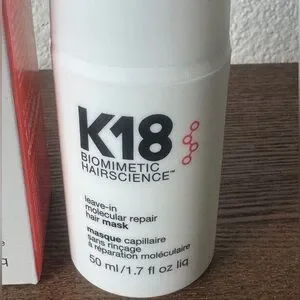 K18
BIOMIMETIC
HAIRSCIENCE™
leave-in
molecular repair
hair mask
masque capillaire
sans rinçage
à réparation moléculaire
50 ml/1.7 fl oz liq